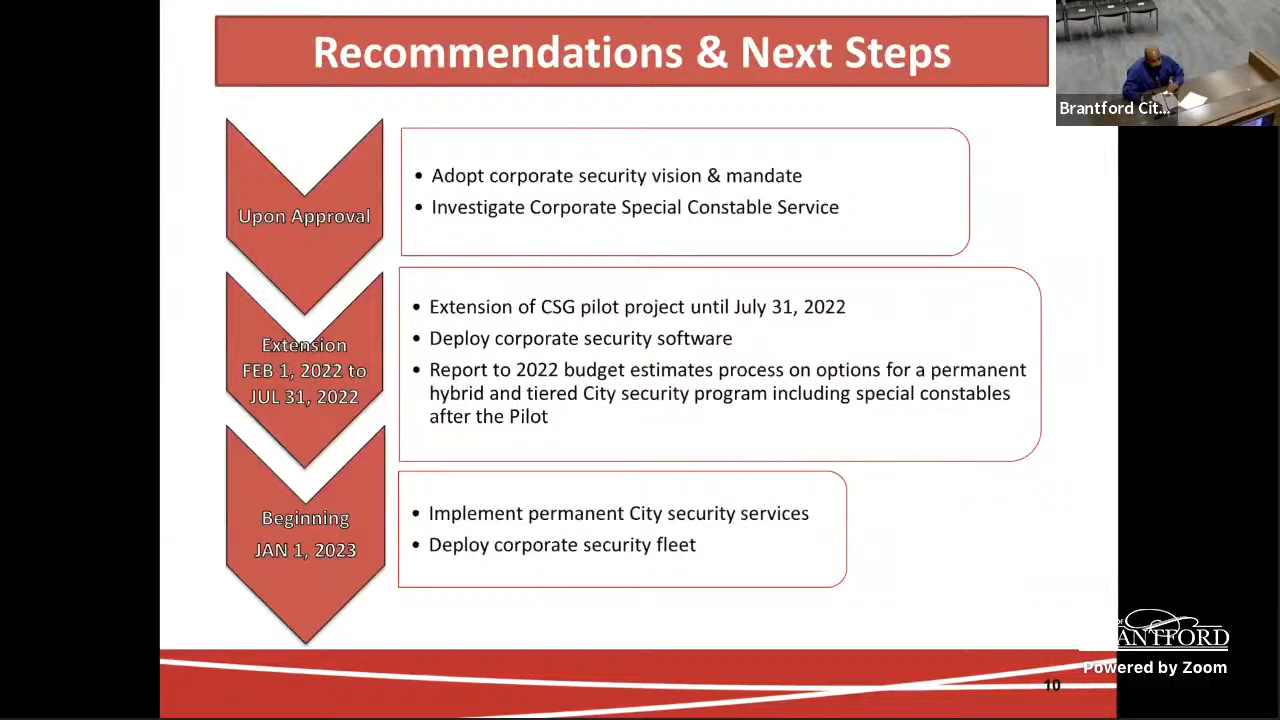 Recommendations & Next Steps
Brantford Cit...
Upon Approval
• Adopt corporate security vision & mandate
• Investigate Corporate Special Constable Service
Extension
FEB 1, 2022 to
JUL 31, 2022
• Extension of CSG pilot project until July 31, 2022
• Deploy corporate security software
• Report to 2022 budget estimates process on options for a permanent
hybrid and tiered City security program including special constables
after the Pilot
Beginning
JAN 1, 2023
• Implement permanent City security services
• Deploy corporate security fleet
ANTFORD
Powered by Zoom
10